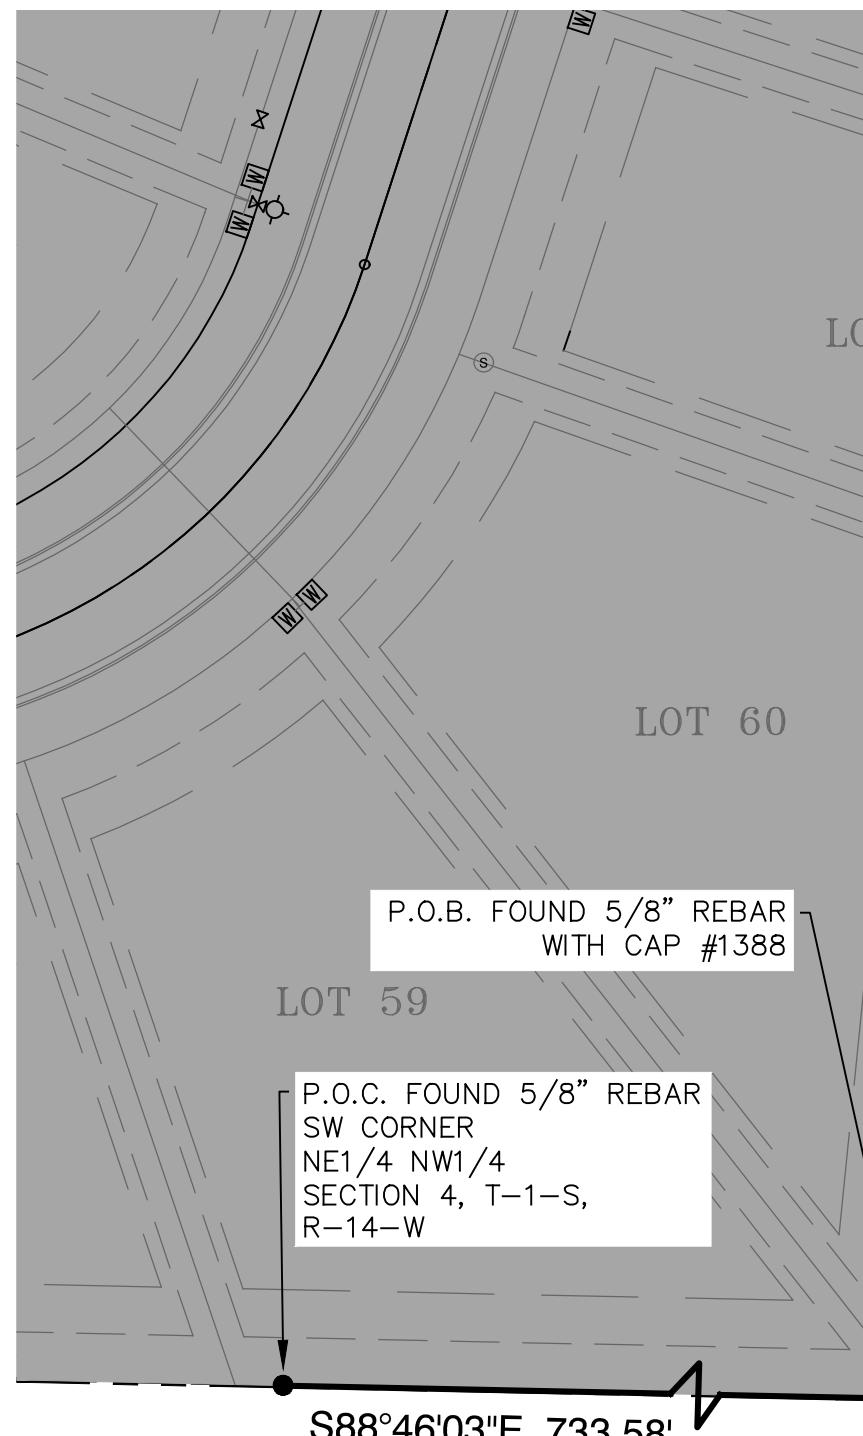 W
W
W
LO
S
W
W
LOT 60
P.O.B. FOUND 5/8” REBAR
WITH CAP #1388
LOT 59
P.O.C. FOUND 5/8” REBAR
SW CORNER
NE1/4 NW1/4
SECTION 4, T-1-S,
R-14-W
S88°46'03"E 733.58'